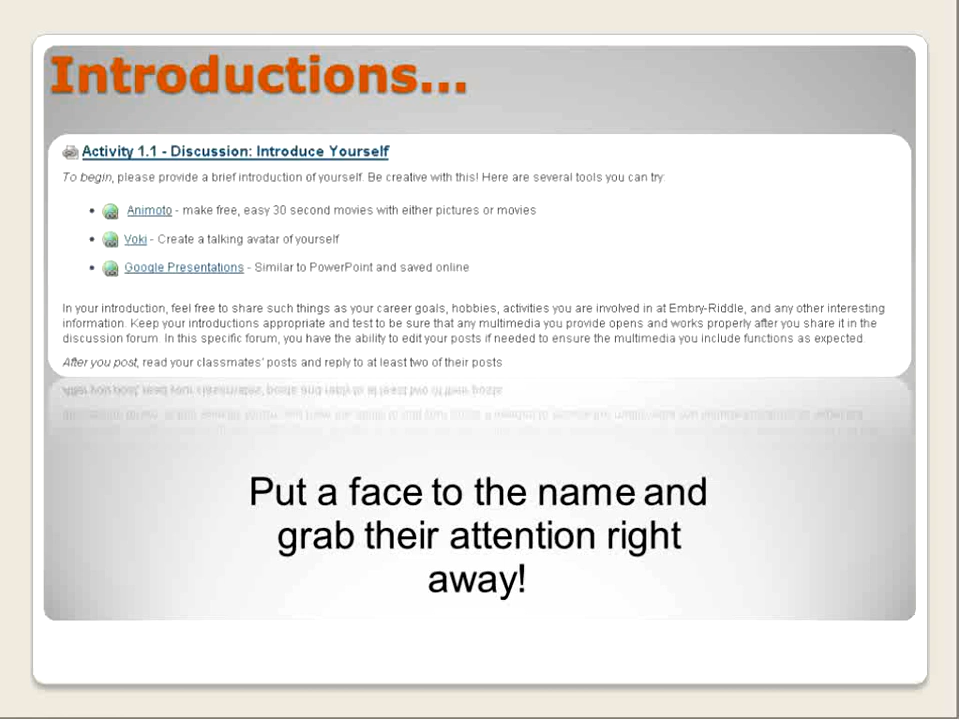 Introductions...
Activity 1.1 - Discussion: Introduce Yourself
To begin, please provide a brief introduction of yourself. Be creative with this! Here are several tools you can try:
• Animoto - make free, easy 30 second movies with either pictures or movies
• Voki - Create a talking avatar of yourself
• Google Presentations - Similar to PowerPoint and saved online
In your introduction, feel free to share such things as your career goals, hobbies, activities you are involved in at Embry-Riddle, and any other interesting
information. Keep your introductions appropriate and test to be sure that any multimedia you provide opens and works properly after you share it in the
discussion forum. In this specific forum, you have the ability to edit your posts if needed to ensure the multimedia you include functions as expected.
After you post, read your classmates' posts and reply to at least two of their posts
Put a face to the name and
grab their attention right
away!